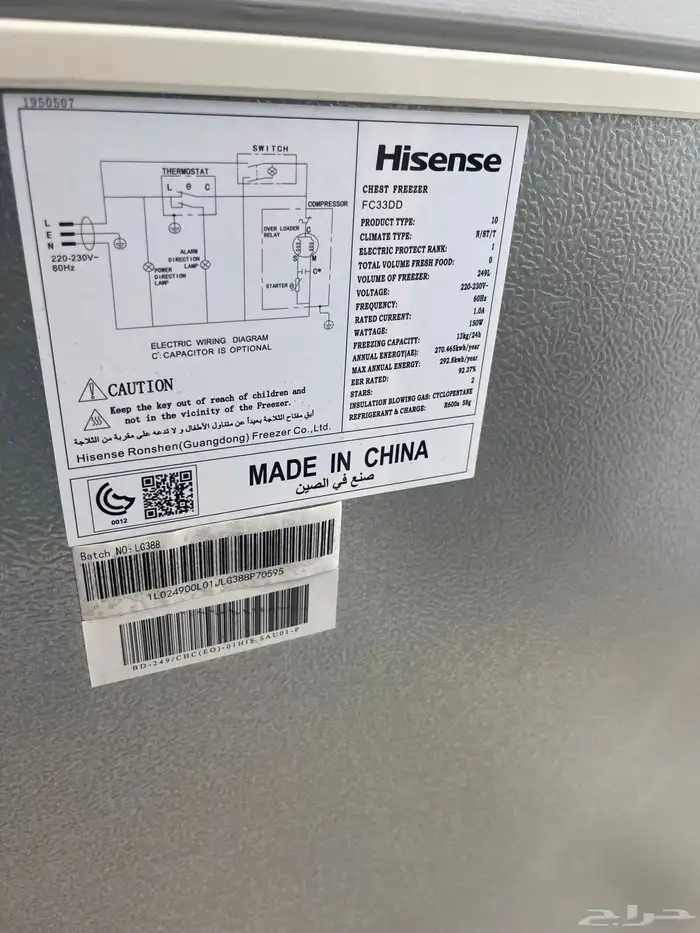 1950507
SWITCH
THERMOSTAT
L θ C
COMPRESSOR
OVER LOADER
RELAY
C
S M
C*
STARTER θ
L
E
N
220-230V~
60Hz
POWER
DIRECTION
LAMP
ALARM
DIRECTION
LAMP
ELECTRIC WIRING DIAGRAM
C*:CAPACITOR IS OPTIONAL
CAUTION
Keep the key out of reach of children and
not in the vicinity of the Freezer.
أبق مفتاح الثلاجة بعيداً عن متناول الأطفال و لا تدعه على مقربة من الثلاجة
Hisense Ronshen(Guangdong) Freezer Co.,Ltd.
Hisense
CHEST FREEZER
FC33DD
PRODUCT TYPE: 10
CLIMATE TYPE: N/ST/T
ELECTRIC PROTECT RANK: I
TOTAL VOLUME FRESH FOOD: 0
VOLUME OF FREEZER: 249L
VOLTAGE: 220-230V~
FREQUENCY: 60Hz
RATED CURRENT: 1.0A
WATTAGE: 150W
FREEZING CAPACITY: 13kg/24h
ANNUAL ENERGY(AE): 270.465kwh/year
MAX ANNUAL ENERGY: 292.8kwh/year
EER RATED: 92.37%
STARS: 2
INSULATION BLOWING GAS: CYCLOPENTANE
REFRIGERANT & CHARGE: R600a 58g
0012
MADE IN CHINA
صنع في الصين
Batch NO:LG388
1L024900L01JLG388P70595
BD-249/CHC(EO)-01HIS.SAU01-P
حراج